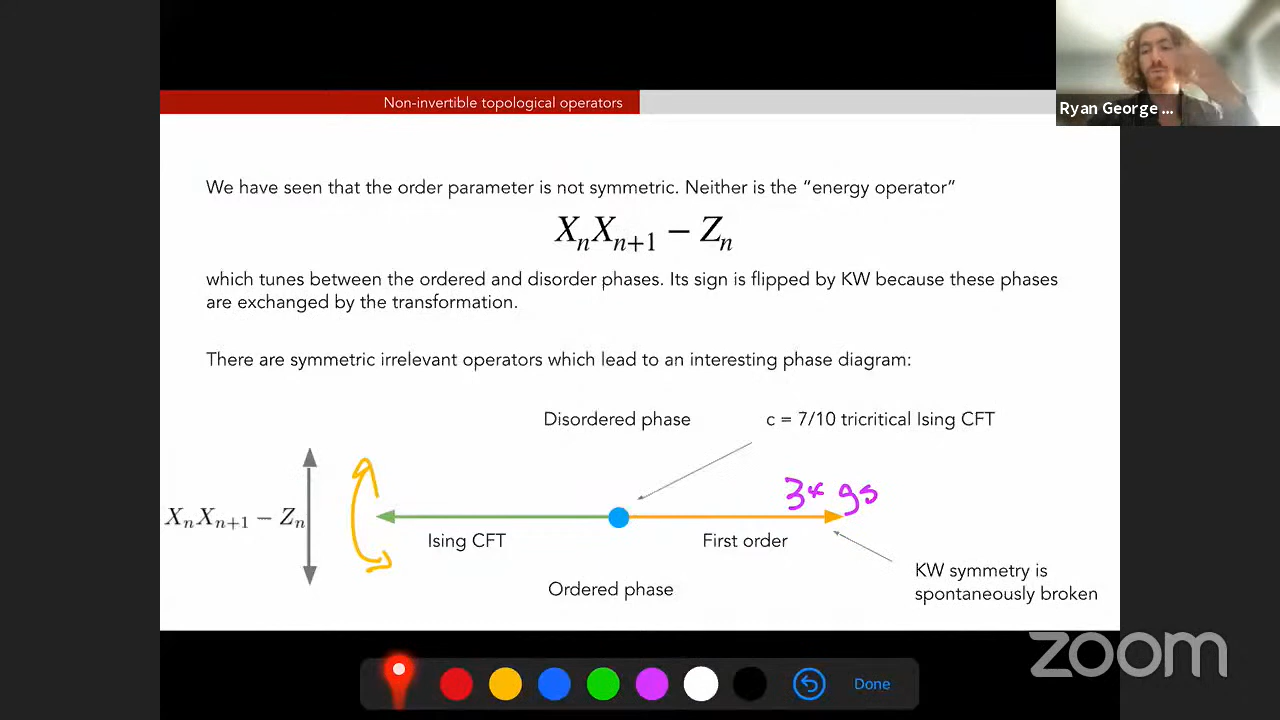 Ryan George ...
Non-invertible topological operators
We have seen that the order parameter is not symmetric. Neither is the “energy operator”
XₙXₙ₊₁ − Zₙ
which tunes between the ordered and disorder phases. Its sign is flipped by KW because these phases
are exchanged by the transformation.
There are symmetric irrelevant operators which lead to an interesting phase diagram:
Disordered phase
c = 7/10 tricritical Ising CFT
3x gs
XₙXₙ₊₁ − Zₙ
Ising CFT
First order
KW symmetry is
spontaneously broken
Ordered phase
zoom
Done